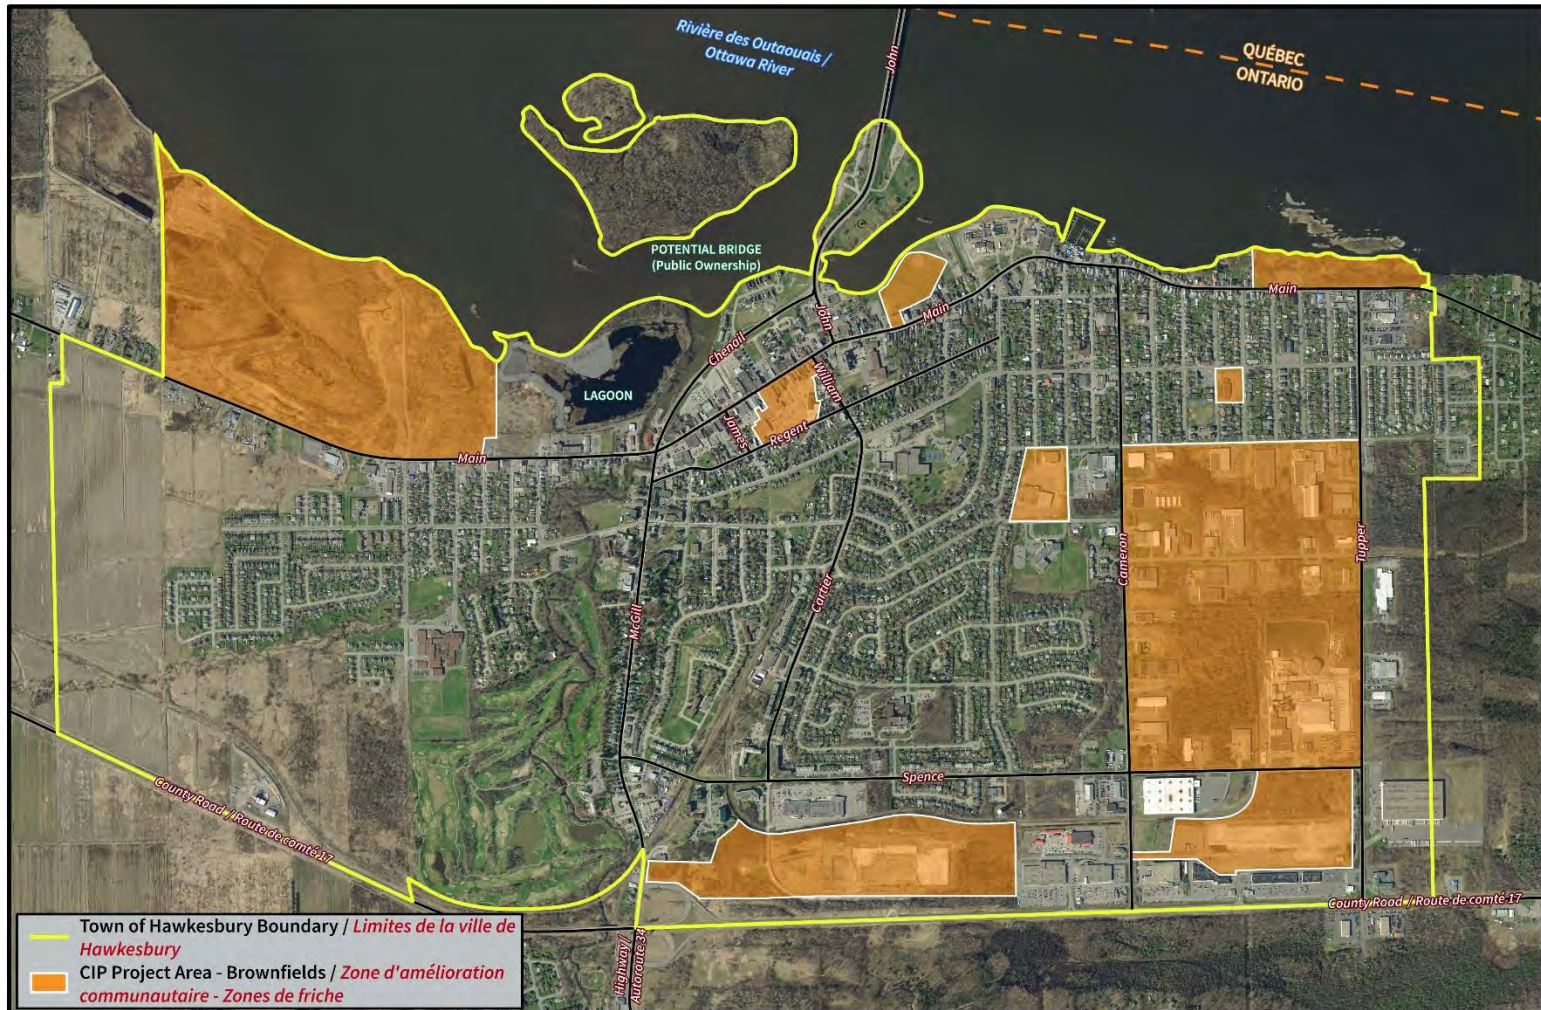 Rivière des Outaouais /
Ottawa River
John
QUÉBEC
ONTARIO
POTENTIAL BRIDGE
(Public Ownership)
LAGOON
Chenail
John
Main
Main
William
James
Regent
Main
McGill
Cartier
Cameron
Tupper
Spence
County Road / Route de comté 17
County Road / Route de comté 17
Highway /
Autoroute 34
Town of Hawkesbury Boundary / Limites de la ville de
Hawkesbury
CIP Project Area - Brownfields / Zone d'amélioration
communautaire - Zones de friche